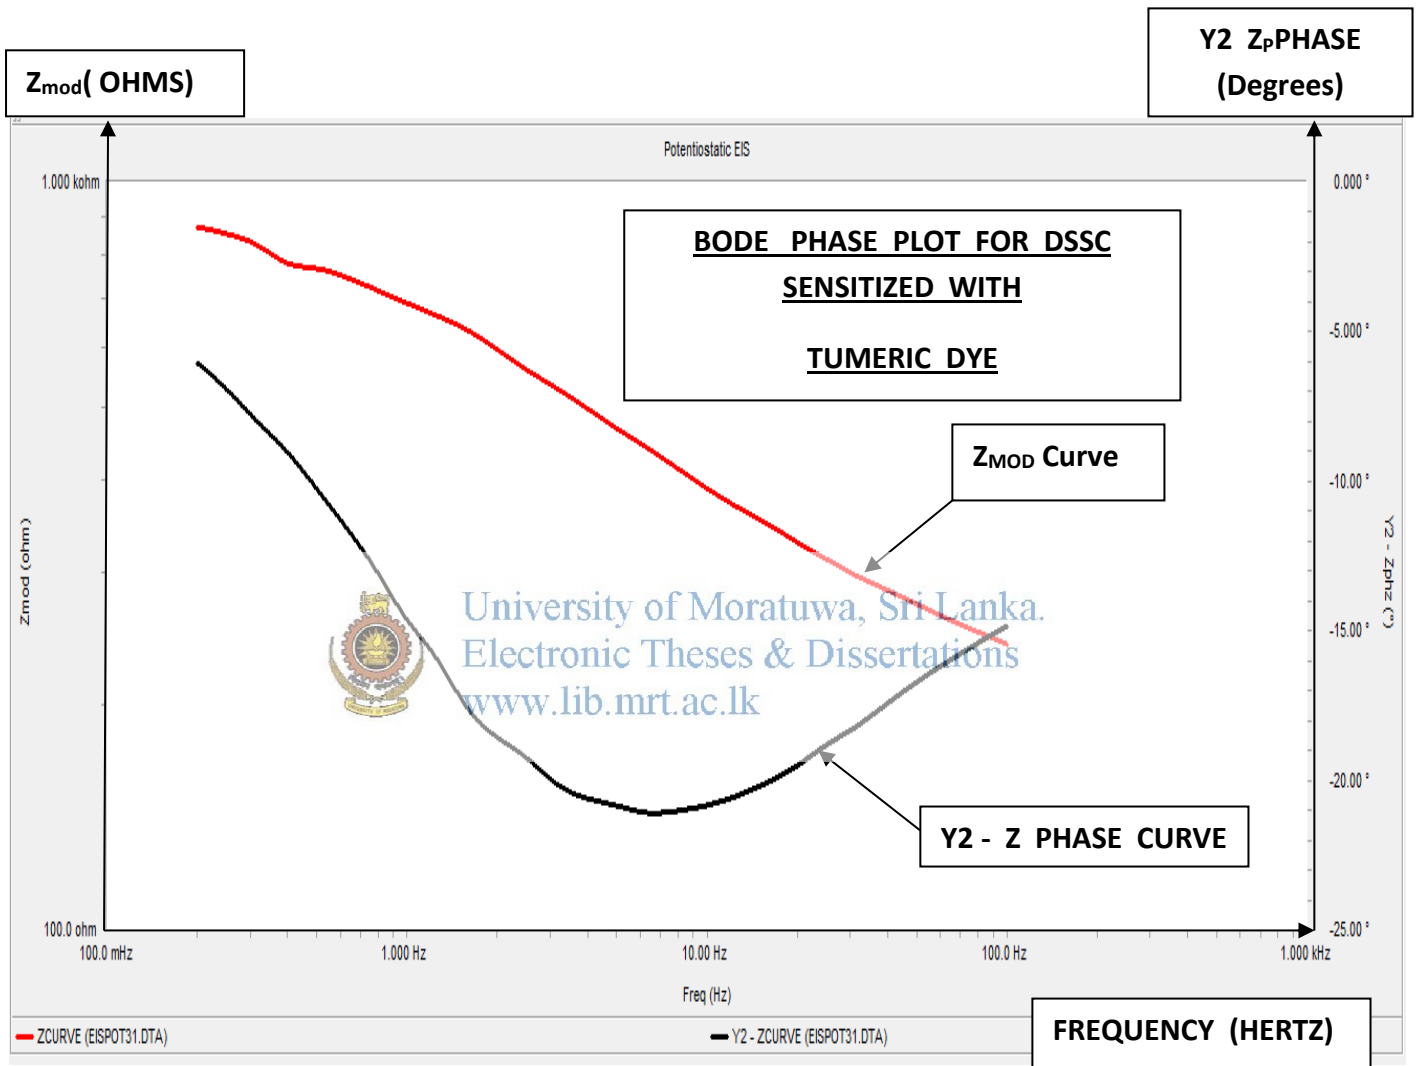 Y2 ZPPHASE
(Degrees)
Zmod( OHMS)
Potentiostatic EIS
1.000 kohm
0.000 °
BODE PHASE PLOT FOR DSSC
SENSITIZED WITH
TUMERIC DYE
-5.000 °
ZMOD Curve
-10.00 °
Zmod (ohm)
Y2 - Zphz (°)
University of Moratuwa, Sri Lanka.
Electronic Theses & Dissertations
www.lib.mrt.ac.lk
-15.00 °
-20.00 °
Y2 - Z PHASE CURVE
100.0 ohm
-25.00 °
100.0 mHz
1.000 Hz
10.00 Hz
100.0 Hz
1.000 kHz
Freq (Hz)
ZCURVE (EISPOT31.DTA)
Y2 - ZCURVE (EISPOT31.DTA)
FREQUENCY (HERTZ)